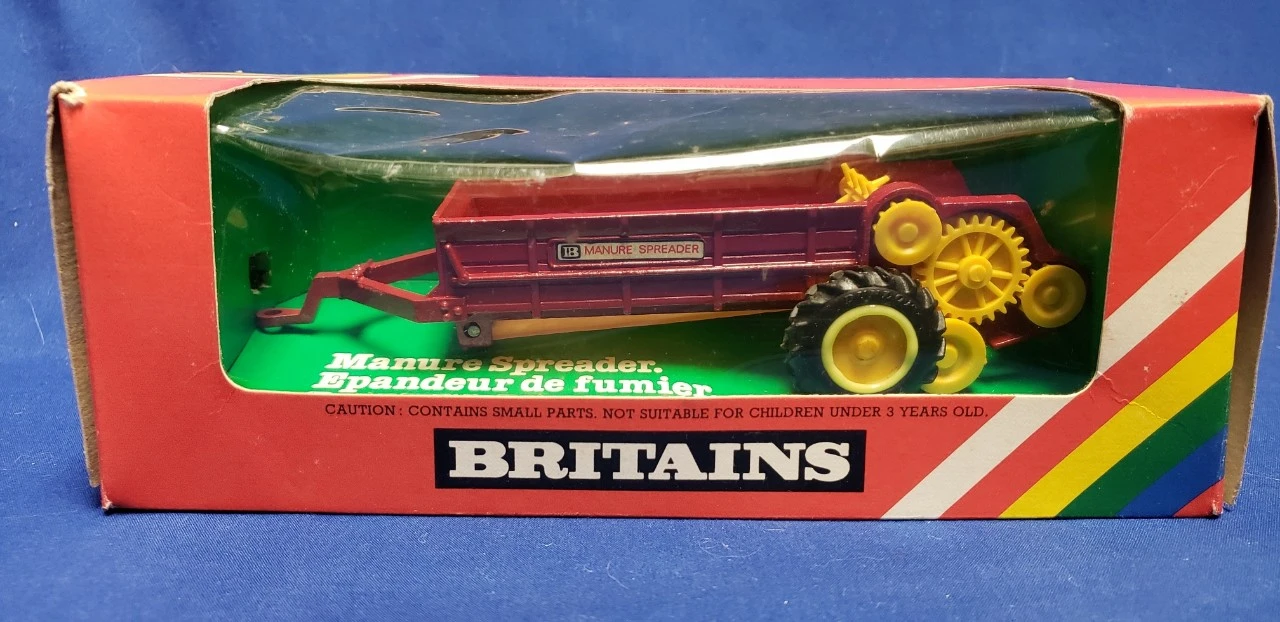 B MANURE SPREADER
Manure Spreader.
Epandeur de fumier
CAUTION : CONTAINS SMALL PARTS. NOT SUITABLE FOR CHILDREN UNDER 3 YEARS OLD.
BRITAINS